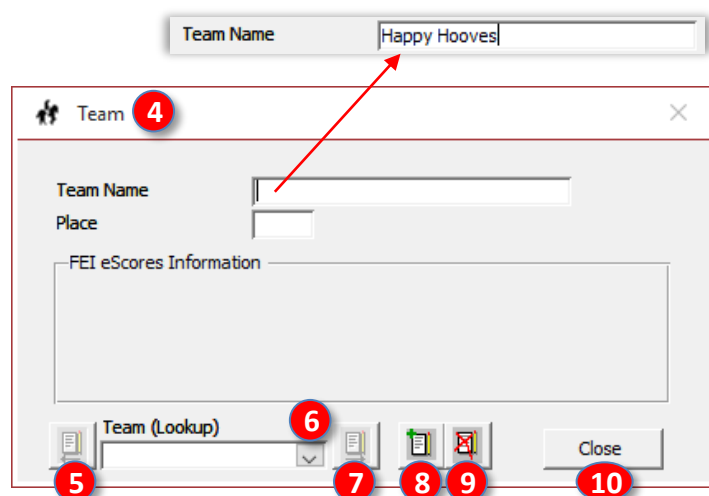 Team Name Happy Hooves
Team 4
Team Name
Place
FEI eScores Information
Team (Lookup) 6
Close
5 7 8 9 10